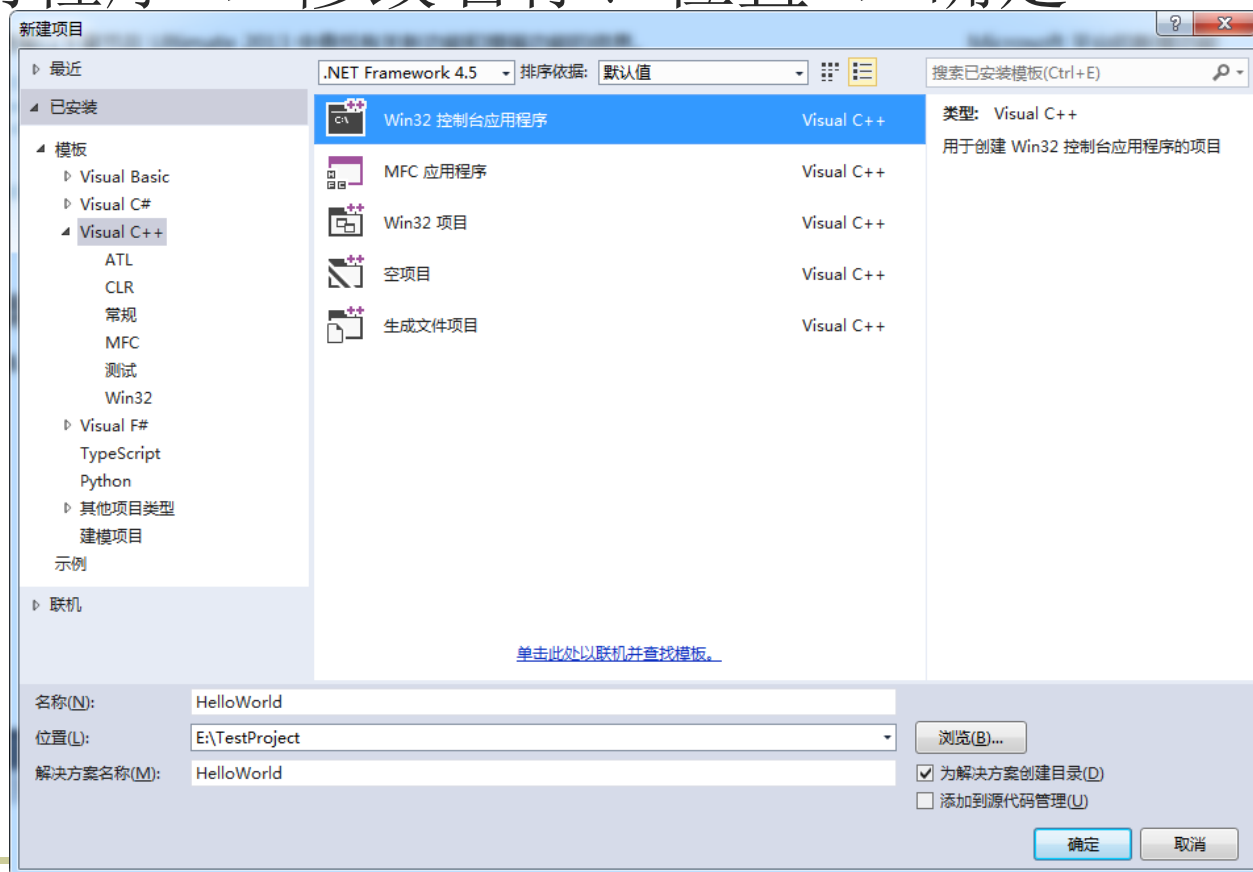 新建项目
最近
已安装
模板
Visual Basic
Visual C#
Visual C++
ATL
CLR
常规
MFC
测试
Win32
Visual F#
TypeScript
Python
其他项目类型
建模项目
示例
联机
.NET Framework 4.5 排序依据: 默认值
Win32 控制台应用程序 Visual C++
MFC 应用程序 Visual C++
Win32 项目 Visual C++
空项目 Visual C++
生成文件项目 Visual C++
单击此处以联机并查找模板。
搜索已安装模板(Ctrl+E)
类型: Visual C++
用于创建 Win32 控制台应用程序的项目
名称(N): HelloWorld
位置(L): E:\TestProject
浏览(B)...
解决方案名称(M): HelloWorld
为解决方案创建目录(D)
添加到源代码管理(U)
确定 取消